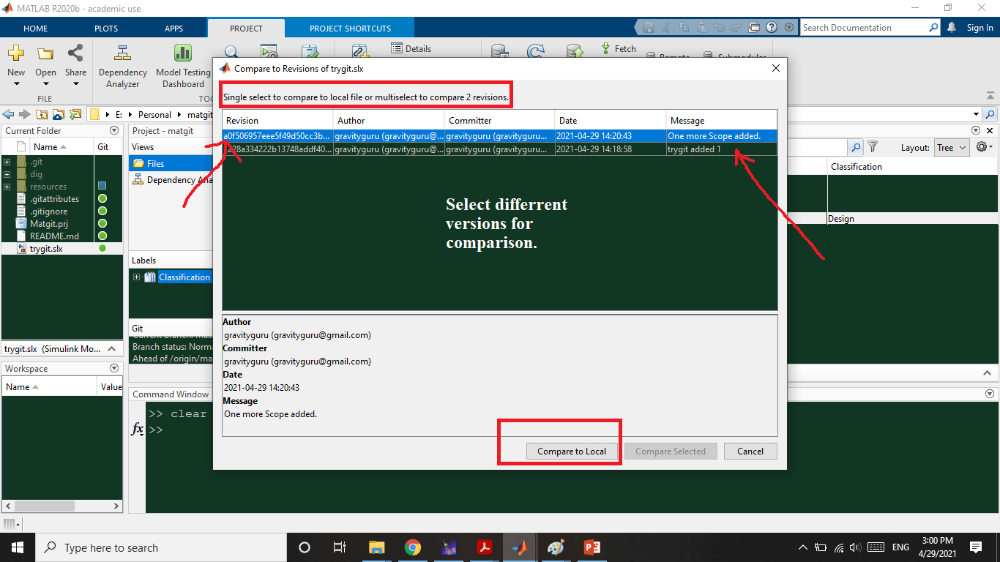 MATLAB R2020b - academic use
HOME PLOTS APPS PROJECT PROJECT SHORTCUTS
Search Documentation Sign In
New Open Share Dependency Analyzer Model Testing Dashboard
Details
Fetch
FILE
E: Personal matgit
Current Folder
Name Git
.git
dig
resources
.gitattributes
.gitignore
Matgit.prj
README.md
trygit.slx
trygit.slx (Simulink Mo...
Workspace
Name Value
Project - matgit
Views
Files
Dependency Ana
Labels
Classification
Git
Branch status: Norma
Ahead of /origin/ma
Layout: Tree
Classification
Design
Compare to Revisions of trygit.slx
Single select to compare to local file or multiselect to compare 2 revisions.
Revision Author Committer Date Message
a0f506957eee5f49d50cc3b... gravityguru (gravityguru@... gravityguru (gravityguru... 2021-04-29 14:20:43 One more Scope added.
228a334222b13748addf40... gravityguru (gravityguru@... gravityguru (gravityguru... 2021-04-29 14:18:58 trygit added 1
Select differrent
versions for
comparison.
Author
gravityguru (gravityguru@gmail.com)
Committer
gravityguru (gravityguru@gmail.com)
Date
2021-04-29 14:20:43
Message
One more Scope added.
Compare to Local Compare Selected Cancel
Command Window
>> clear
fx >>
Type here to search
ENG
3:00 PM
4/29/2021